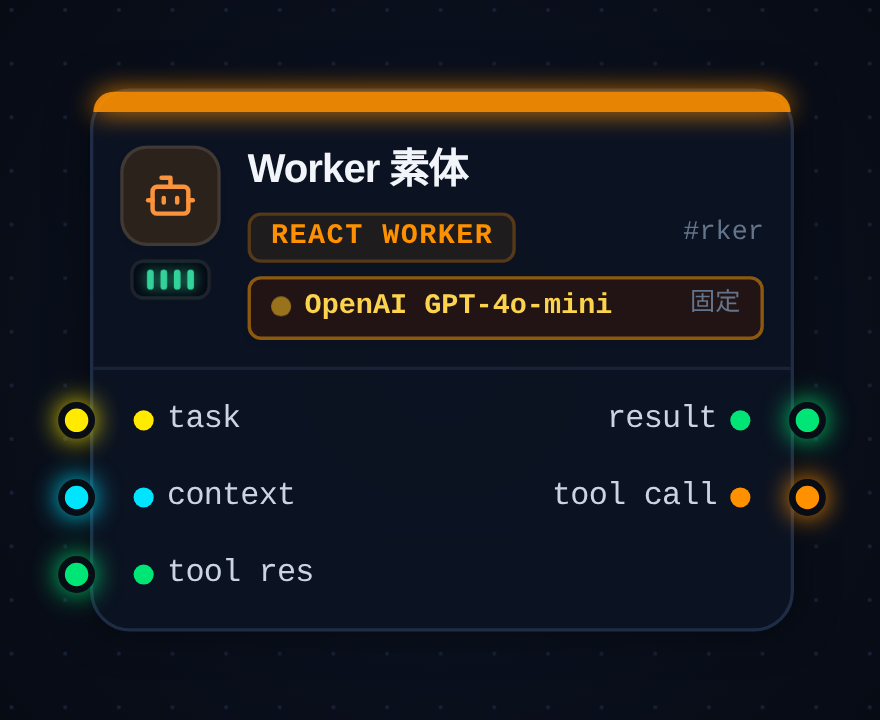 Worker 素体
REACT WORKER
#rker
OpenAI GPT-4o-mini
固定
task
result
context
tool call
tool res